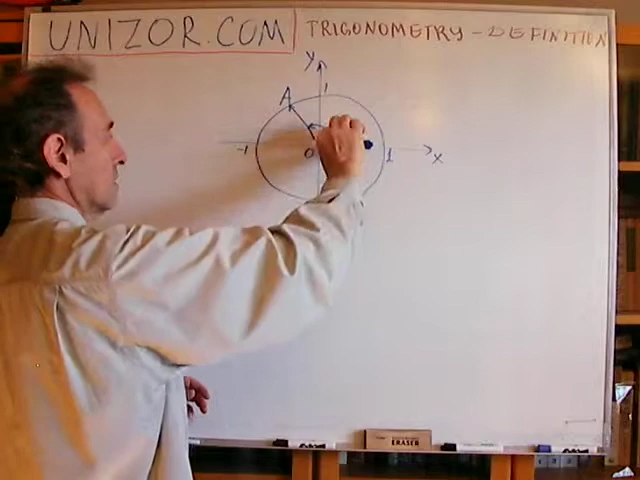 UNIZOR.COM TRIGONOMETRY - DEFINITION
y
1
A
-1 0 1 x
ERASER